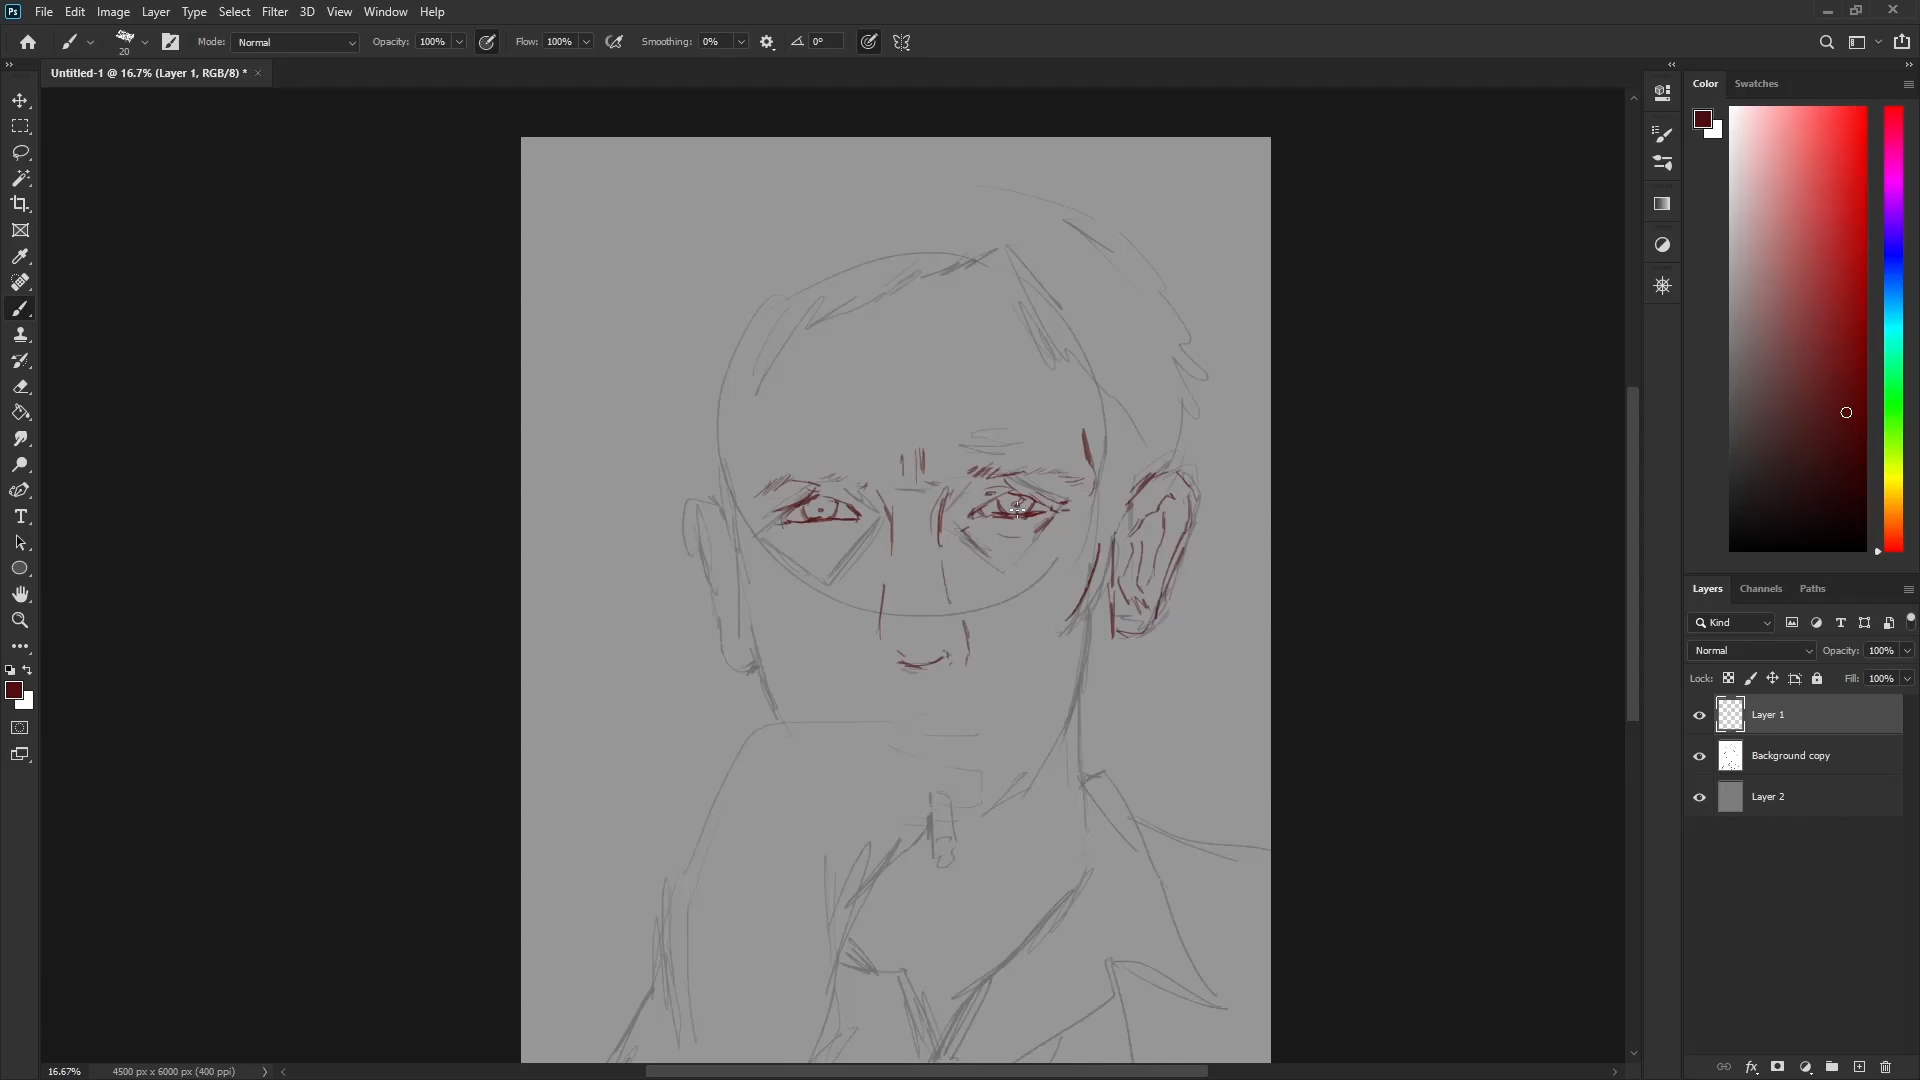 Ps File Edit Image Layer Type Select Filter 3D View Window Help
20 Mode: Normal Opacity: 100% Flow: 100% Smoothing: 0% 0°
Untitled-1 @ 16.7% (Layer 1, RGB/8) * ×
Color Swatches
Layers Channels Paths
Kind
Normal Opacity: 100%
Lock: Fill: 100%
Layer 1
Background copy
Layer 2
16.67% 4500 px x 6000 px (400 ppi)